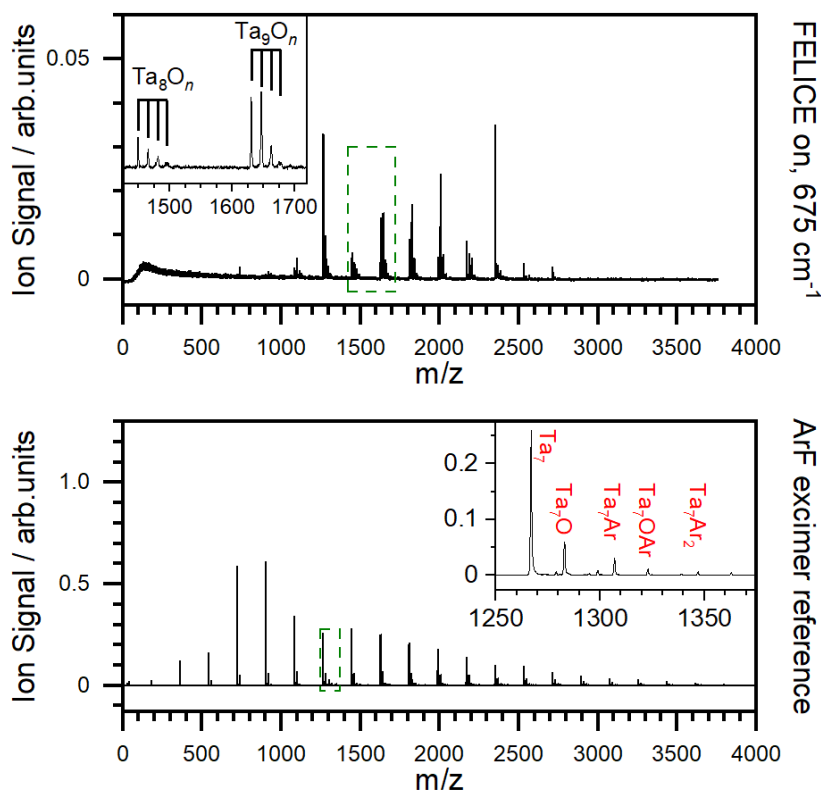 Ion Signal / arb.units
0.05
0
Ta₈Oₙ
Ta₉Oₙ
1500 1600 1700
0 500 1000 1500 2000 2500 3000 3500 4000
m/z
FELICE on, 675 cm⁻¹
Ion Signal / arb.units
1.0
0.5
0
0.2
0.1
0
Ta₇
Ta₇O
Ta₇Ar
Ta₇OAr
Ta₇Ar₂
1250 1300 1350
0 500 1000 1500 2000 2500 3000 3500 4000
m/z
ArF excimer reference